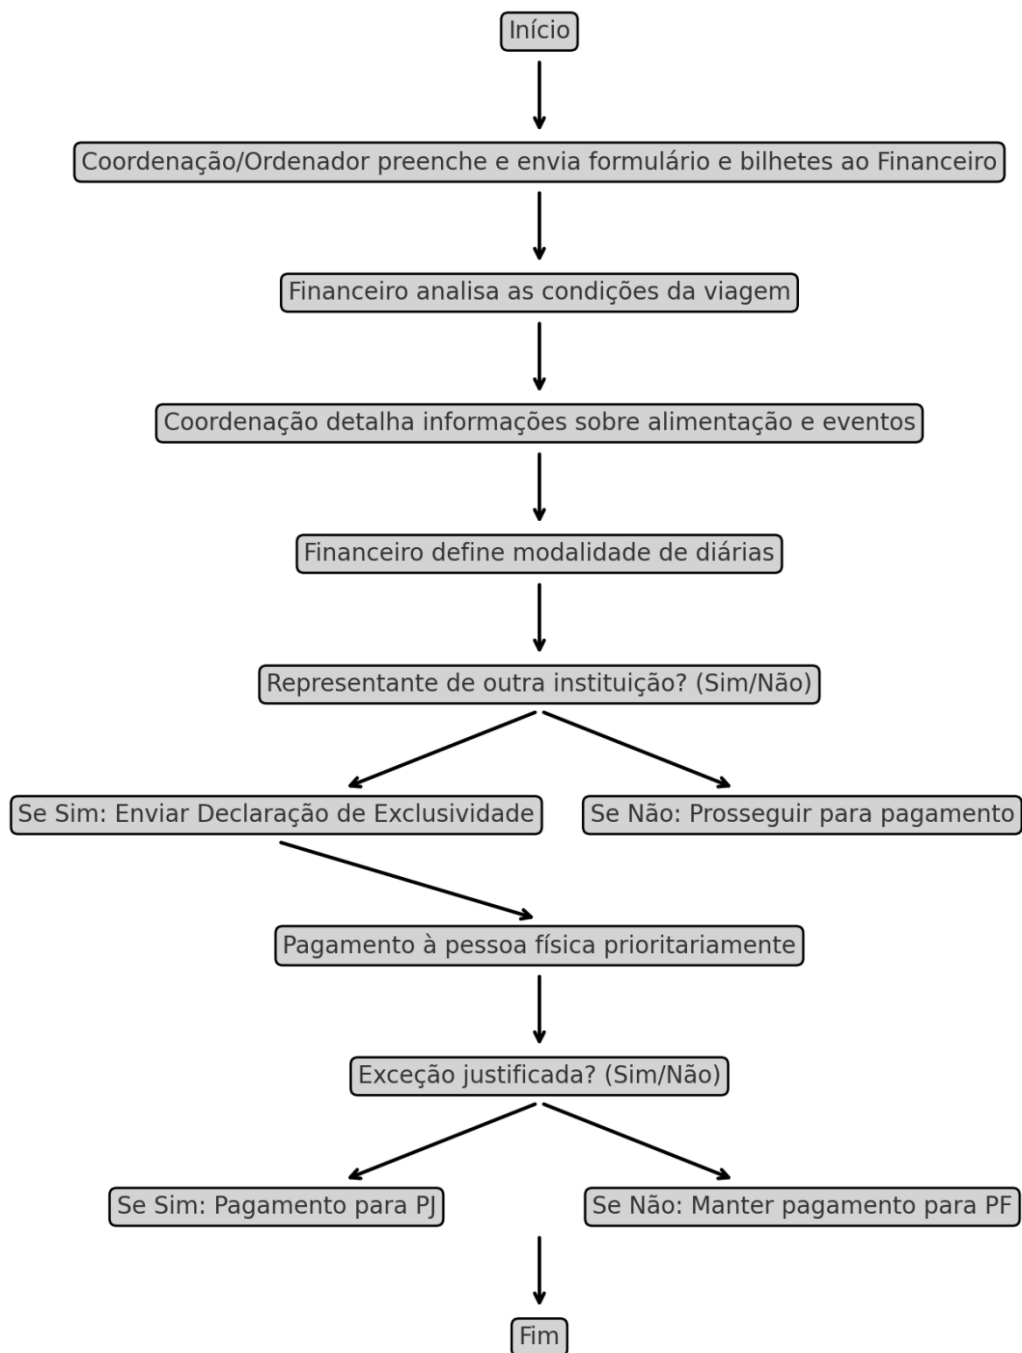 Início
Coordenação/Ordenador preenche e envia formulário e bilhetes ao Financeiro
Financeiro analisa as condições da viagem
Coordenação detalha informações sobre alimentação e eventos
Financeiro define modalidade de diárias
Representante de outra instituição? (Sim/Não)
Se Sim: Enviar Declaração de Exclusividade
Se Não: Prosseguir para pagamento
Pagamento à pessoa física prioritariamente
Exceção justificada? (Sim/Não)
Se Sim: Pagamento para PJ
Se Não: Manter pagamento para PF
Fim